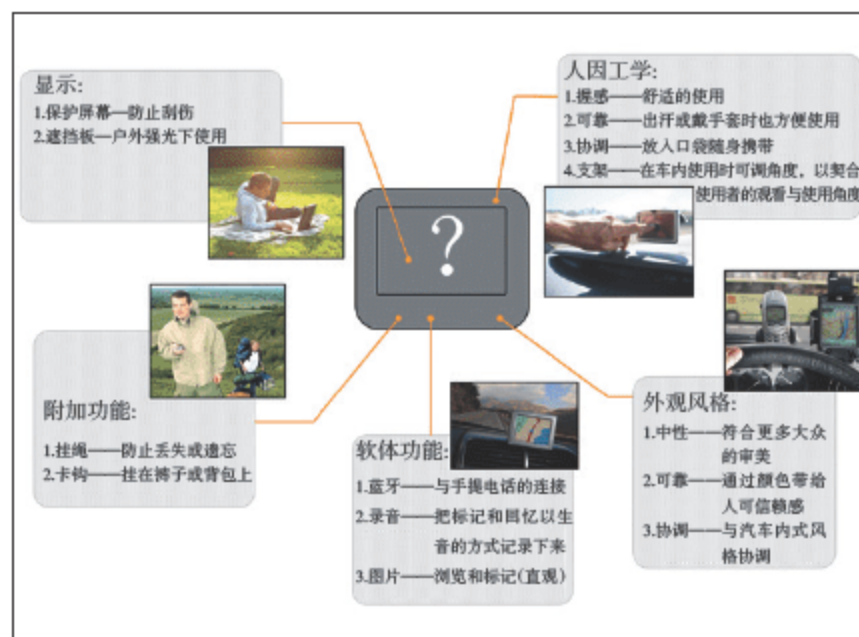 显示:
1.保护屏幕—防止刮伤
2.遮挡板—户外强光下使用
人因工学:
1.握感——舒适的使用
2.可靠——出汗或戴手套时也方便使用
3.协调——放入口袋随身携带
4.支架——在车内使用时可调角度，以契合
使用者的观看与使用角度
?
附加功能:
1.挂绳——防止丢失或遗忘
2.卡钩——挂在裤子或背包上
软体功能:
1.蓝牙——与手提电话的连接
2.录音——把标记和回忆以生
音的方式记录下来
3.图片——浏览和标记(直观)
外观风格:
1.中性——符合更多大众
的审美
2.可靠——通过颜色带给
人可信赖感
3.协调——与汽车内式风
格协调